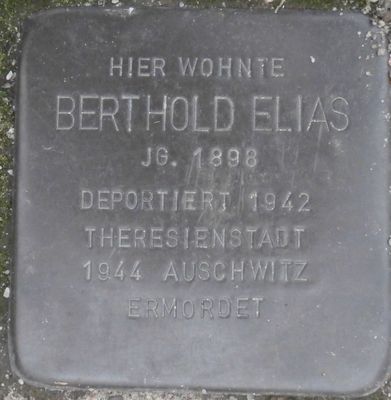 HIER WOHNTE
BERTHOLD ELIAS
JG. 1898
DEPORTIERT 1942
THERESIENSTADT
1944 AUSCHWITZ
ERMORDET